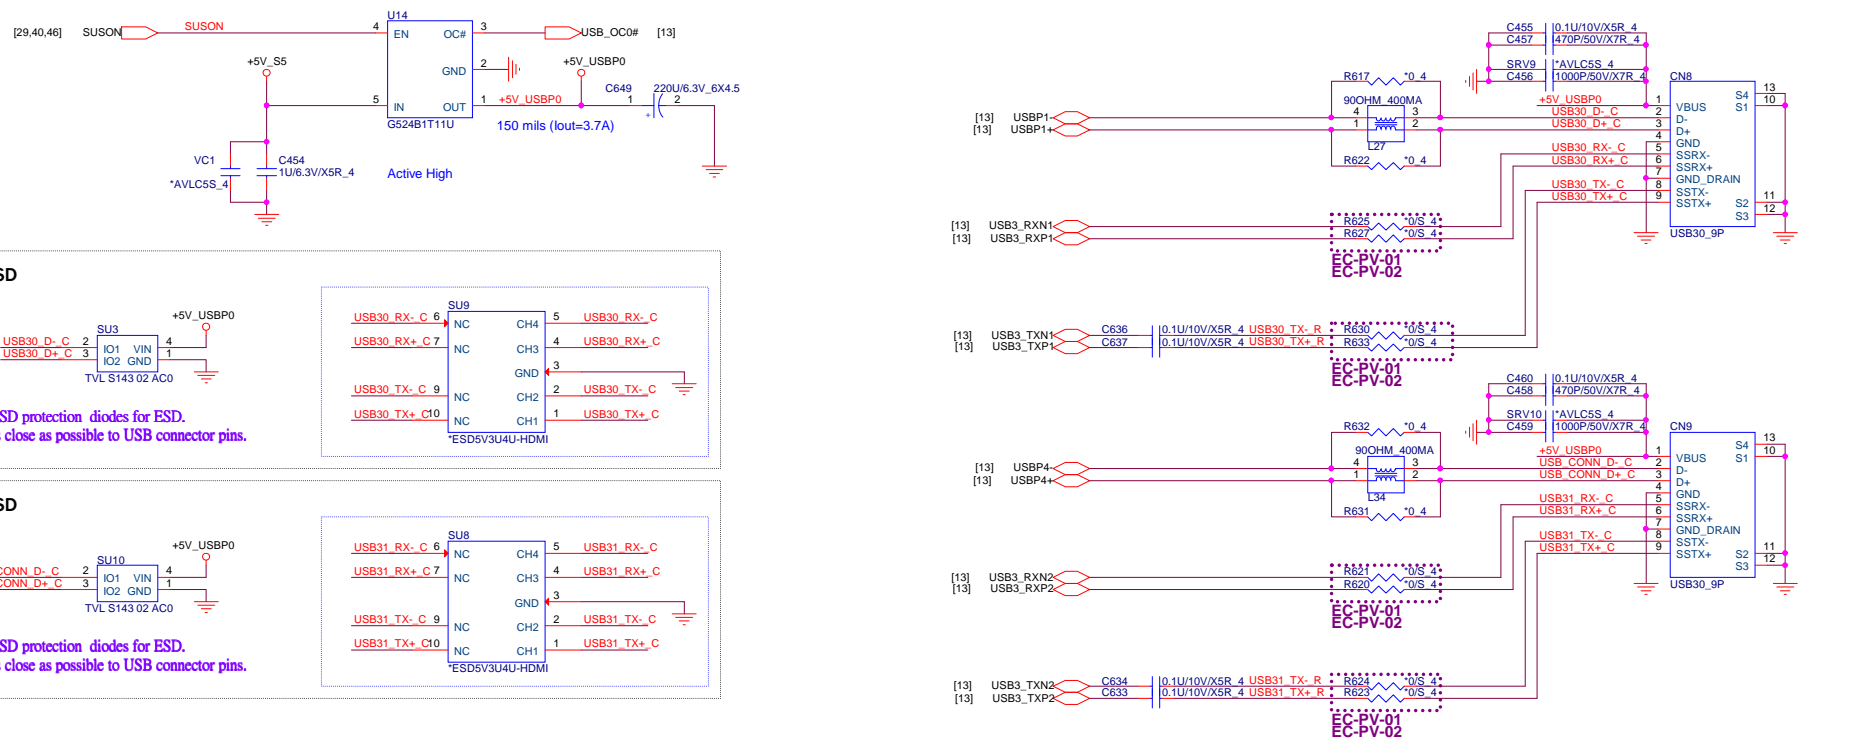 [29,40,46] SUSON SUSON
U14
4 EN OC# 3
USB_OC0# [13]
GND 2
+5V_S5
+5V_USBP0
5 IN OUT 1 +5V_USBP0
C649 220U/6.3V_6X4.5
1 2
+
G524B1T11U
150 mils (Iout=3.7A)
VC1
*AVLC5S_4
C454
1U/6.3V/X5R_4
Active High
SD
SU3
+5V_USBP0
USB30_D-_C 2 IO1 VIN 4
USB30_D+_C 3 IO2 GND 1
TVL S143 02 AC0
SD protection diodes for ESD.
close as possible to USB connector pins.
SU9
USB30_RX-_C 6 NC CH4 5 USB30_RX-_C
USB30_RX+_C 7 NC CH3 4 USB30_RX+_C
GND 3
USB30_TX-_C 9 NC CH2 2 USB30_TX-_C
USB30_TX+_C 10 NC CH1 1 USB30_TX+_C
*ESD5V3U4U-HDMI
SD
SU10
+5V_USBP0
CONN_D-_C 2 IO1 VIN 4
CONN_D+_C 3 IO2 GND 1
TVL S143 02 AC0
SD protection diodes for ESD.
close as possible to USB connector pins.
SU8
USB31_RX-_C 6 NC CH4 5 USB31_RX-_C
USB31_RX+_C 7 NC CH3 4 USB31_RX+_C
GND 3
USB31_TX-_C 9 NC CH2 2 USB31_TX-_C
USB31_TX+_C 10 NC CH1 1 USB31_TX+_C
*ESD5V3U4U-HDMI
C455 0.1U/10V/X5R_4
C457 470P/50V/X7R_4
SRV9 *AVLC5S_4
C456 1000P/50V/X7R_4
R617 *0_4
90OHM_400MA
[13] USBP1- 4 3
[13] USBP1+ 1 2
L27
R622 *0_4
CN8
+5V_USBP0 1 VBUS
USB30_D-_C 2 D-
USB30_D+_C 3 D+
4 GND
USB30_RX-_C 5 SSRX-
USB30_RX+_C 6 SSRX+
7 GND_DRAIN
USB30_TX-_C 8 SSTX-
USB30_TX+_C 9 SSTX+
S4 13
S1 10
S2 11
S3 12
USB30_9P
[13] USB3_RXN1 R625 *0/S_4
[13] USB3_RXP1 R627 *0/S_4
EC-PV-01
EC-PV-02
[13] USB3_TXN1 C636 0.1U/10V/X5R_4 USB30_TX-_R R630 *0/S_4
[13] USB3_TXP1 C637 0.1U/10V/X5R_4 USB30_TX+_R R633 *0/S_4
EC-PV-01
EC-PV-02
C460 0.1U/10V/X5R_4
C458 470P/50V/X7R_4
SRV10 *AVLC5S_4
C459 1000P/50V/X7R_4
R632 *0_4
90OHM_400MA
[13] USBP4- 4 3
[13] USBP4+ 1 2
L34
R631 *0_4
CN9
+5V_USBP0 1 VBUS
USB_CONN_D-_C 2 D-
USB_CONN_D+_C 3 D+
4 GND
USB31_RX-_C 5 SSRX-
USB31_RX+_C 6 SSRX+
7 GND_DRAIN
USB31_TX-_C 8 SSTX-
USB31_TX+_C 9 SSTX+
S4 13
S1 10
S2 11
S3 12
USB30_9P
[13] USB3_RXN2 R621 *0/S_4
[13] USB3_RXP2 R620 *0/S_4
EC-PV-01
EC-PV-02
[13] USB3_TXN2 C634 0.1U/10V/X5R_4 USB31_TX-_R R624 *0/S_4
[13] USB3_TXP2 C633 0.1U/10V/X5R_4 USB31_TX+_R R623 *0/S_4
EC-PV-01
EC-PV-02